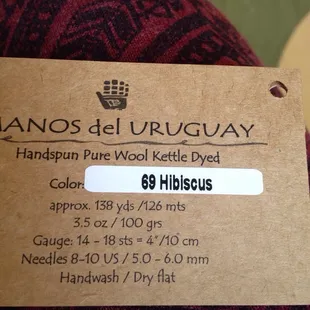 MANOS del URUGUAY
Handspun Pure Wool Kettle Dyed
Color: 69 Hibiscus
approx. 138 yds /126 mts
3.5 oz / 100 grs
Gauge: 14 - 18 sts = 4"/10 cm
Needles 8-10 US / 5.0 - 6.0 mm
Handwash / Dry flat